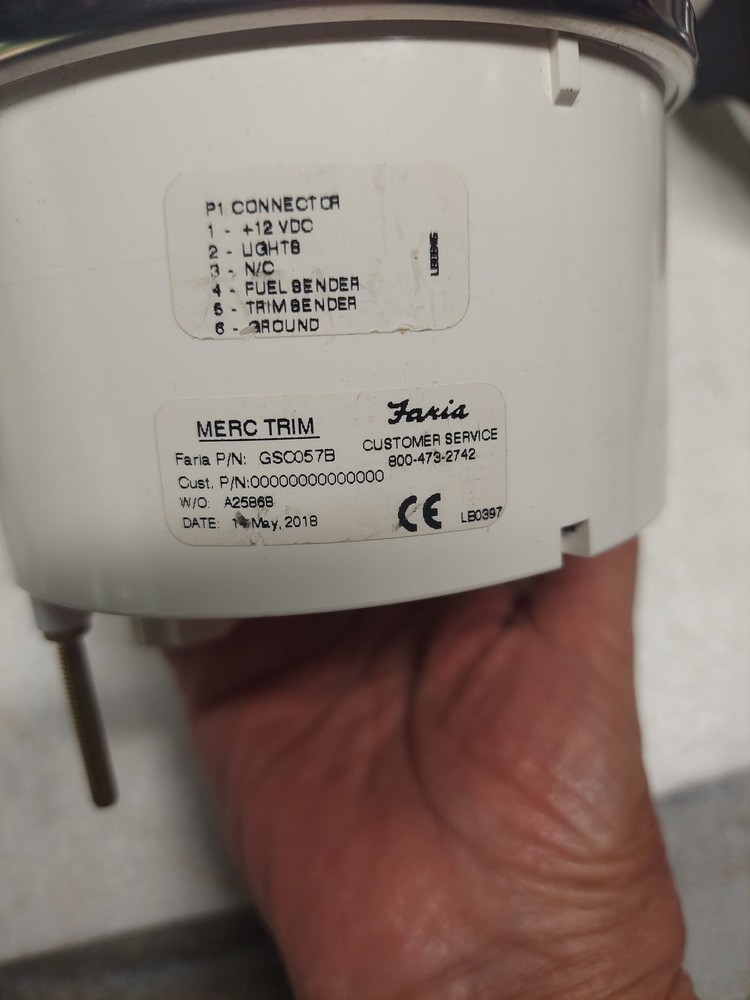 P1 CONNECTOR
1 - +12 VDC
2 - LIGHTS
3 - N/C
4 - FUEL SENDER
5 - TRIM SENDER
6 - GROUND
MERC TRIM
Faria
CUSTOMER SERVICE
800-473-2742
Faria P/N: GSC057B
Cust. P/N:00000000000000
W/O: A25868
DATE: May, 2018
CE
LB0397